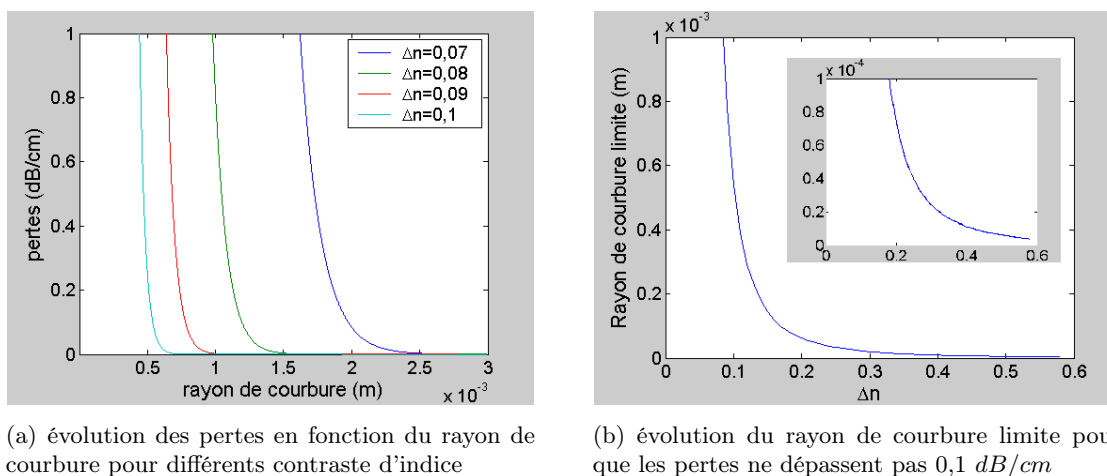 1
0.8
0.6
0.4
0.2
0
0.5
1
1.5
2
2.5
3
x 10⁻³
pertes (dB/cm)
rayon de courbure (m)
Δn=0,07
Δn=0,08
Δn=0,09
Δn=0,1
x 10⁻³
1
0.8
0.6
0.4
0.2
0
0
0.1
0.2
0.3
0.4
0.5
0.6
Rayon de courbure limite (m)
Δn
x 10⁻⁴
1
0.8
0.6
0.4
0.2
0
0
0.2
0.4
0.6
(a) évolution des pertes en fonction du rayon de
courbure pour différents contraste d'indice
(b) évolution du rayon de courbure limite pou
que les pertes ne dépassent pas 0,1 dB/cm